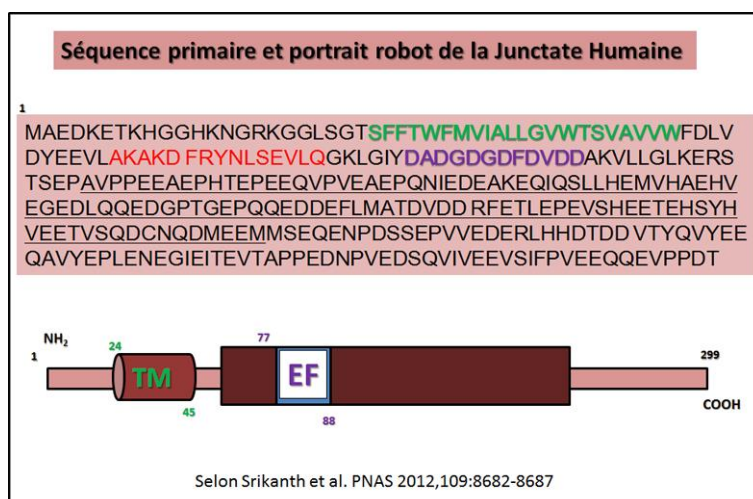 Séquence primaire et portrait robot de la Junctate Humaine
1
MAEDKETKHGGHKNGRKGGLSGTSFFTWFMVIALLGVWTSVAVVWFDLV
DYEEVLAKAKD FRYNLSEVLQGKLGIYDADGDGDFDVDDAKVLLGLKERS
TSEPAVPPEEAEPHTEPEEQVPVEAEPQNIEDEAKEQIQSLLHEMVHAEHV
EGEDLQQEDGPTGEPQQEDDEFLMATDVDD RFETLEPEVSHEETEHSYH
VEETVSQDCNQDMEEMMSEQENPDSSEPVVEDERLHHDTDD VTYQVYEE
QAVYEPLENEGIEITEVTAPPEDNPVEDSQVIVEEVSIFPVEEQQEVPPDT
NH2
1
24
TM
45
77
EF
88
299
COOH
Selon Srikanth et al. PNAS 2012,109:8682-8687